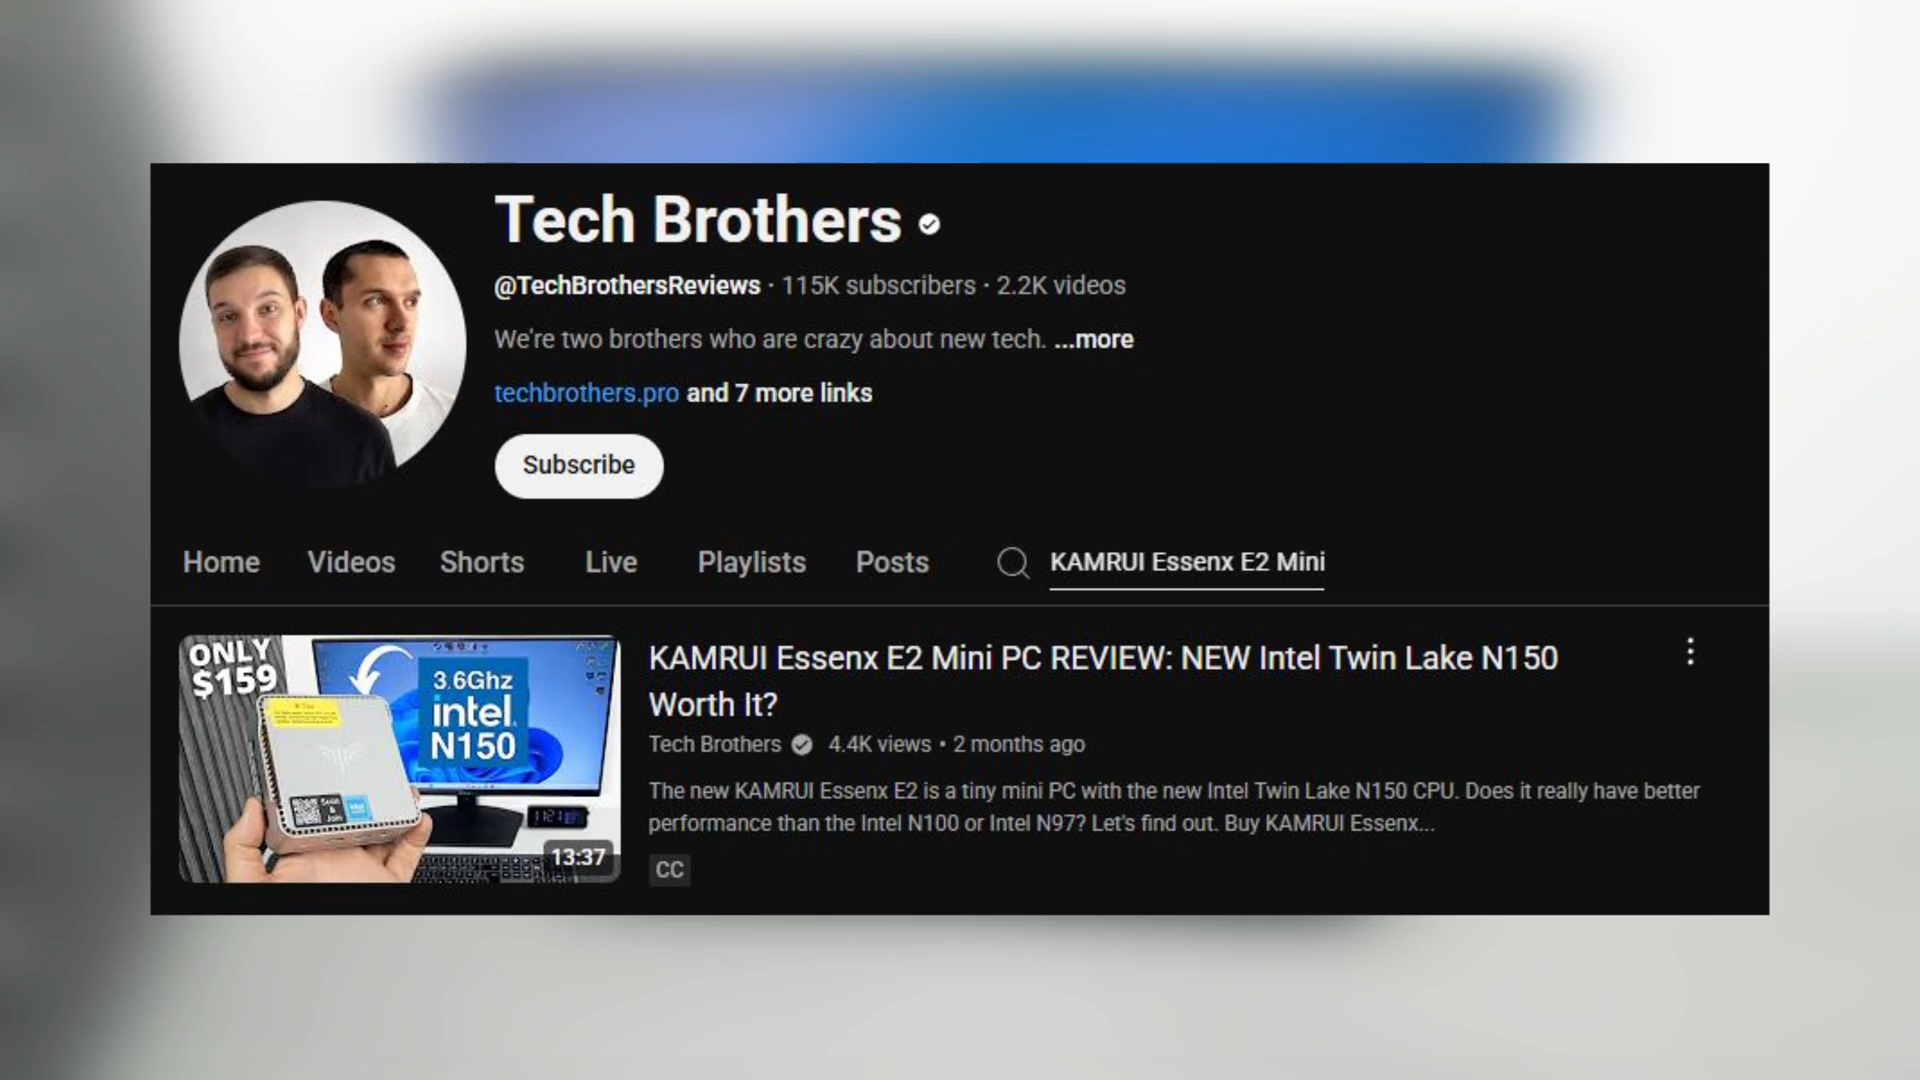 Tech Brothers
@TechBrothersReviews · 115K subscribers · 2.2K videos
We're two brothers who are crazy about new tech. ...more
techbrothers.pro and 7 more links
Subscribe
Home Videos Shorts Live Playlists Posts KAMRUI Essenx E2 Mini
ONLY
$159
3.6Ghz
intel
N150
Scan
&
Join
13:37
KAMRUI Essenx E2 Mini PC REVIEW: NEW Intel Twin Lake N150
Worth It?
Tech Brothers 4.4K views • 2 months ago
The new KAMRUI Essenx E2 is a tiny mini PC with the new Intel Twin Lake N150 CPU. Does it really have better
performance than the Intel N100 or Intel N97? Let's find out. Buy KAMRUI Essenx...
CC